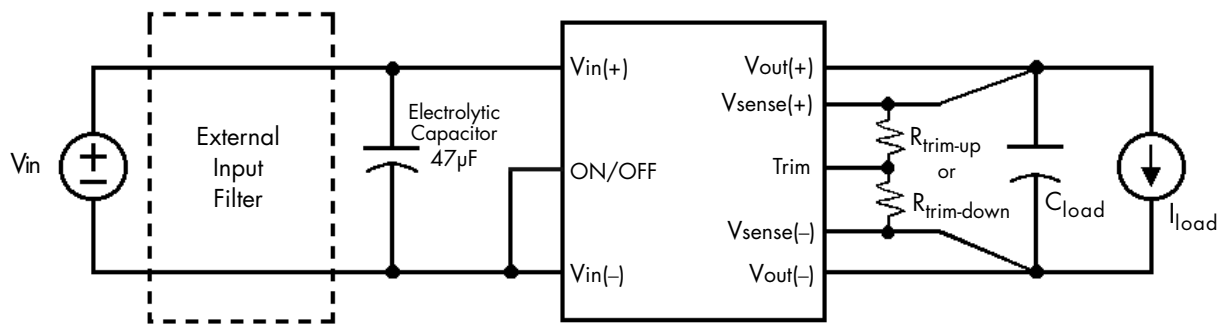 Vin
External
Input
Filter
Electrolytic
Capacitor
47µF
Vin(+)
ON/OFF
Vin(–)
Vout(+)
Vsense(+)
Trim
Vsense(–)
Vout(–)
Rtrim-up
or
Rtrim-down
Cload
Iload